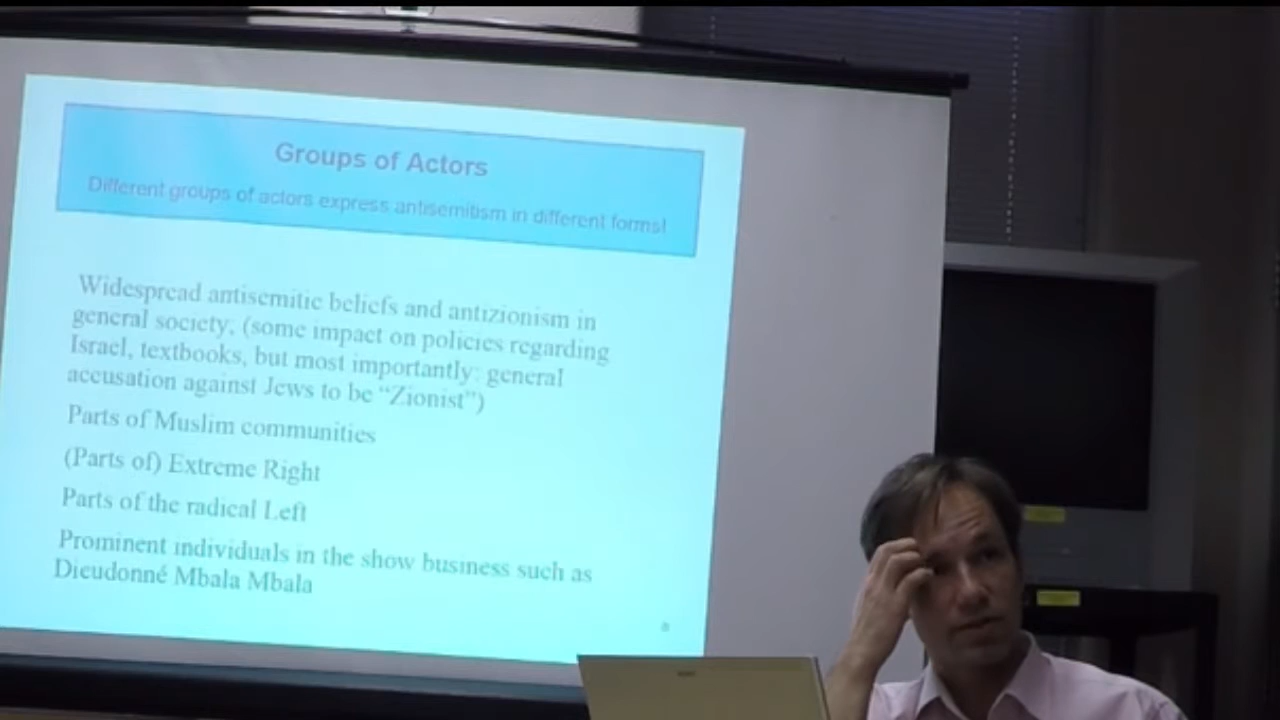 Groups of Actors
Different groups of actors express antisemitism in different forms!
Widespread antisemitic beliefs and antizionism in
general society, (some impact on policies regarding
Israel, textbooks, but most importantly: general
accusation against Jews to be “Zionist”)
Parts of Muslim communities
(Parts of) Extreme Right
Parts of the radical Left
Prominent individuals in the show business such as
Dieudonné Mbala Mbala
8